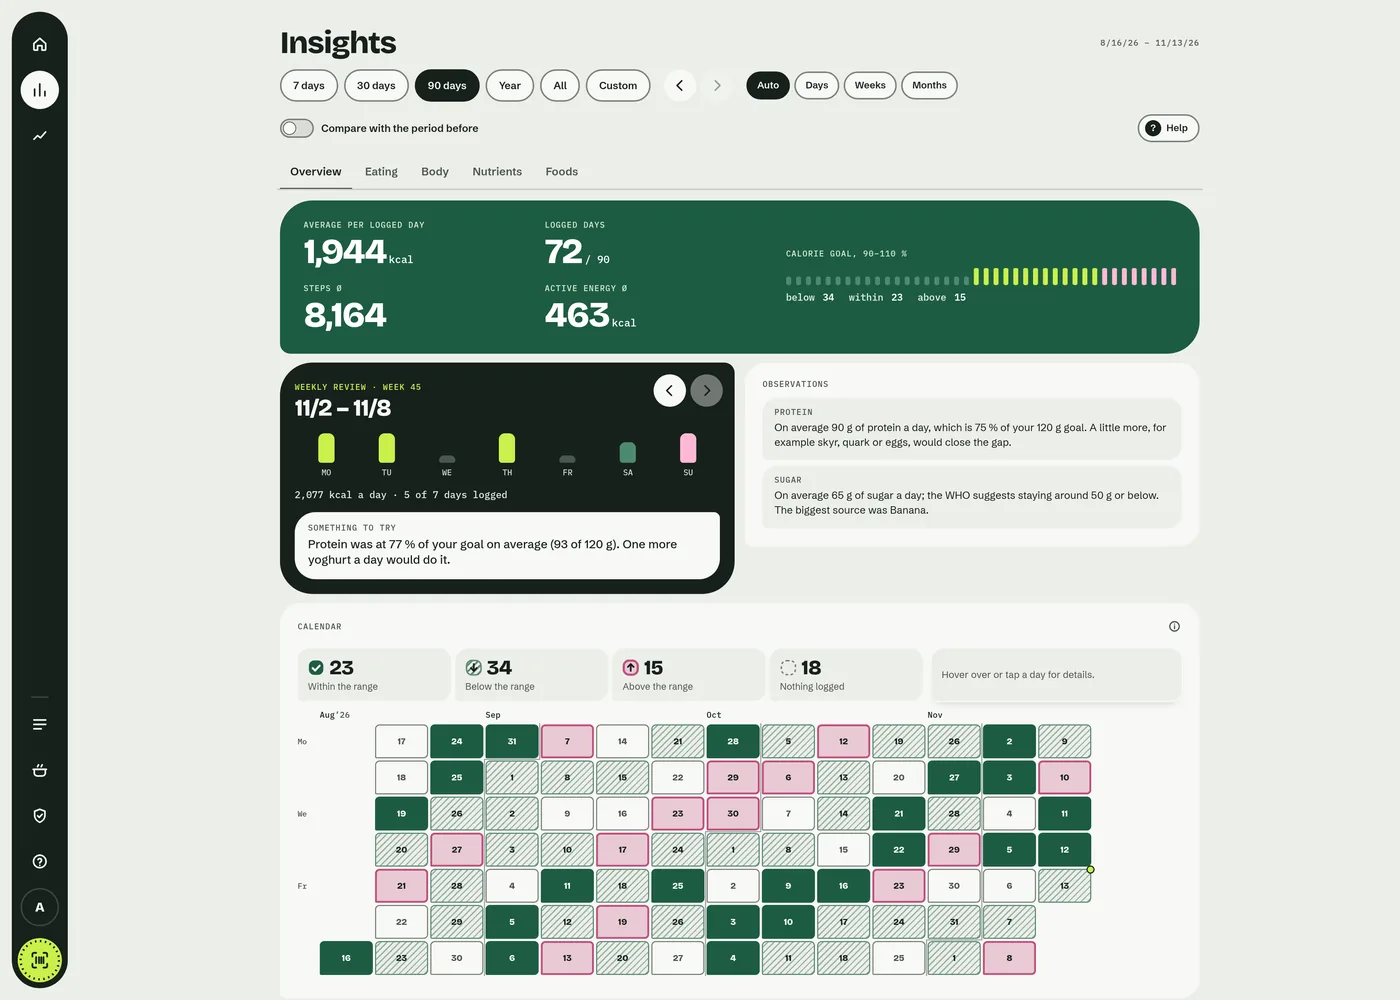 Insights
8/16/26 – 11/13/26
7 days 30 days 90 days Year All Custom Auto Days Weeks Months
Compare with the period before
? Help
Overview Eating Body Nutrients Foods
AVERAGE PER LOGGED DAY
1,944 kcal
LOGGED DAYS
72 / 90
STEPS Ø
8,164
ACTIVE ENERGY Ø
463 kcal
CALORIE GOAL, 90–110 %
below 34 within 23 above 15
WEEKLY REVIEW · WEEK 45
11/2 – 11/8
MO TU WE TH FR SA SU
2,077 kcal a day · 5 of 7 days logged
SOMETHING TO TRY
Protein was at 77 % of your goal on average (93 of 120 g). One more
yoghurt a day would do it.
OBSERVATIONS
PROTEIN
On average 90 g of protein a day, which is 75 % of your 120 g goal. A little more, for
example skyr, quark or eggs, would close the gap.
SUGAR
On average 65 g of sugar a day; the WHO suggests staying around 50 g or below.
The biggest source was Banana.
CALENDAR
23
Within the range
34
Below the range
15
Above the range
18
Nothing logged
Hover over or tap a day for details.
Aug'26 Sep Oct Nov
Mo 17 24 31 7 14 21 28 5 12 19 26 2 9
18 25 1 8 15 22 29 6 13 20 27 3 10
We 19 26 2 9 16 23 30 7 14 21 28 4 11
20 27 3 10 17 24 1 8 15 22 29 5 12
Fr 21 28 4 11 18 25 2 9 16 23 30 6 13
22 29 5 12 19 26 3 10 17 24 31 7
16 23 30 6 13 20 27 4 11 18 25 1 8
A